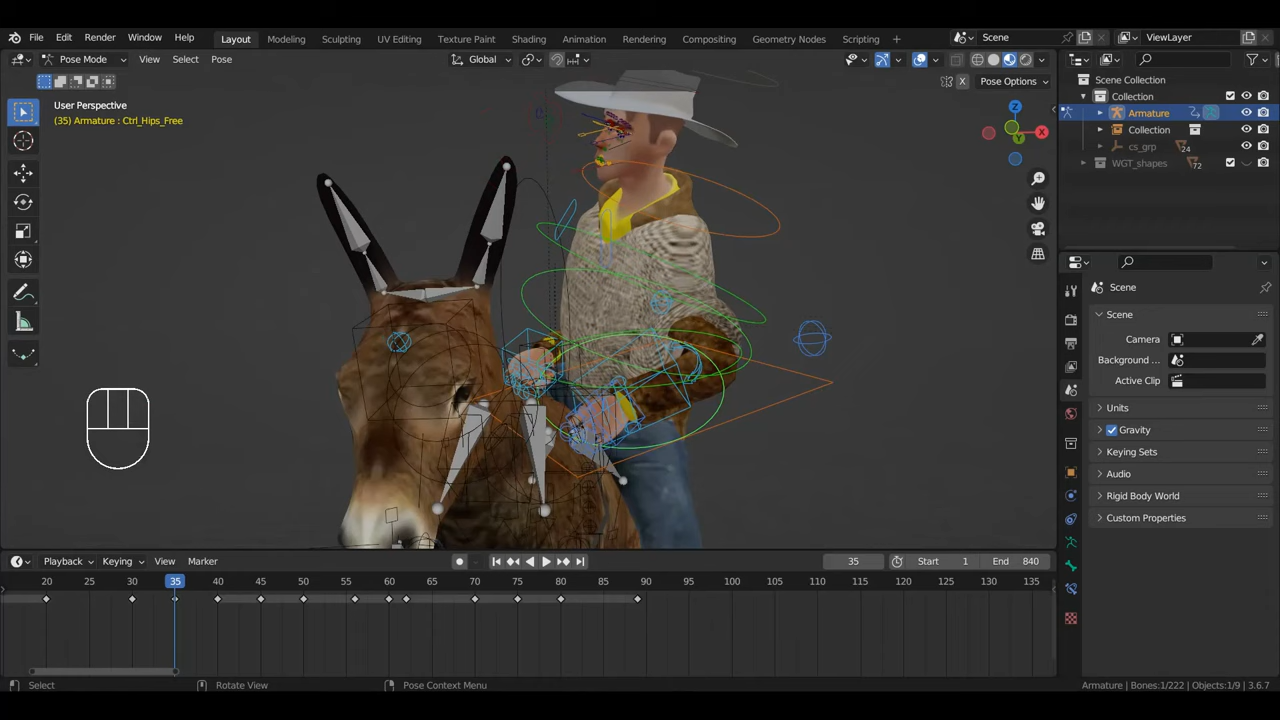 File Edit Render Window Help Layout Modeling Sculpting UV Editing Texture Paint Shading Animation Rendering Compositing Geometry Nodes Scripting + Scene ViewLayer
Pose Mode View Select Pose Global
X Pose Options
User Perspective
(35) Armature : Ctrl_Hips_Free
Z
X
Y
Scene Collection
Collection
Armature
Collection
cs_grp 24
WGT_shapes 72
Scene
Scene
Camera
Background ...
Active Clip
Units
Gravity
Keying Sets
Audio
Rigid Body World
Custom Properties
Playback Keying View Marker 35 Start 1 End 840
20 25 30 35 40 45 50 55 60 65 70 75 80 85 90 95 100 105 110 115 120 125 130 135
Select Rotate View Pose Context Menu Armature | Bones:1/222 | Objects:1/9 | 3.6.7